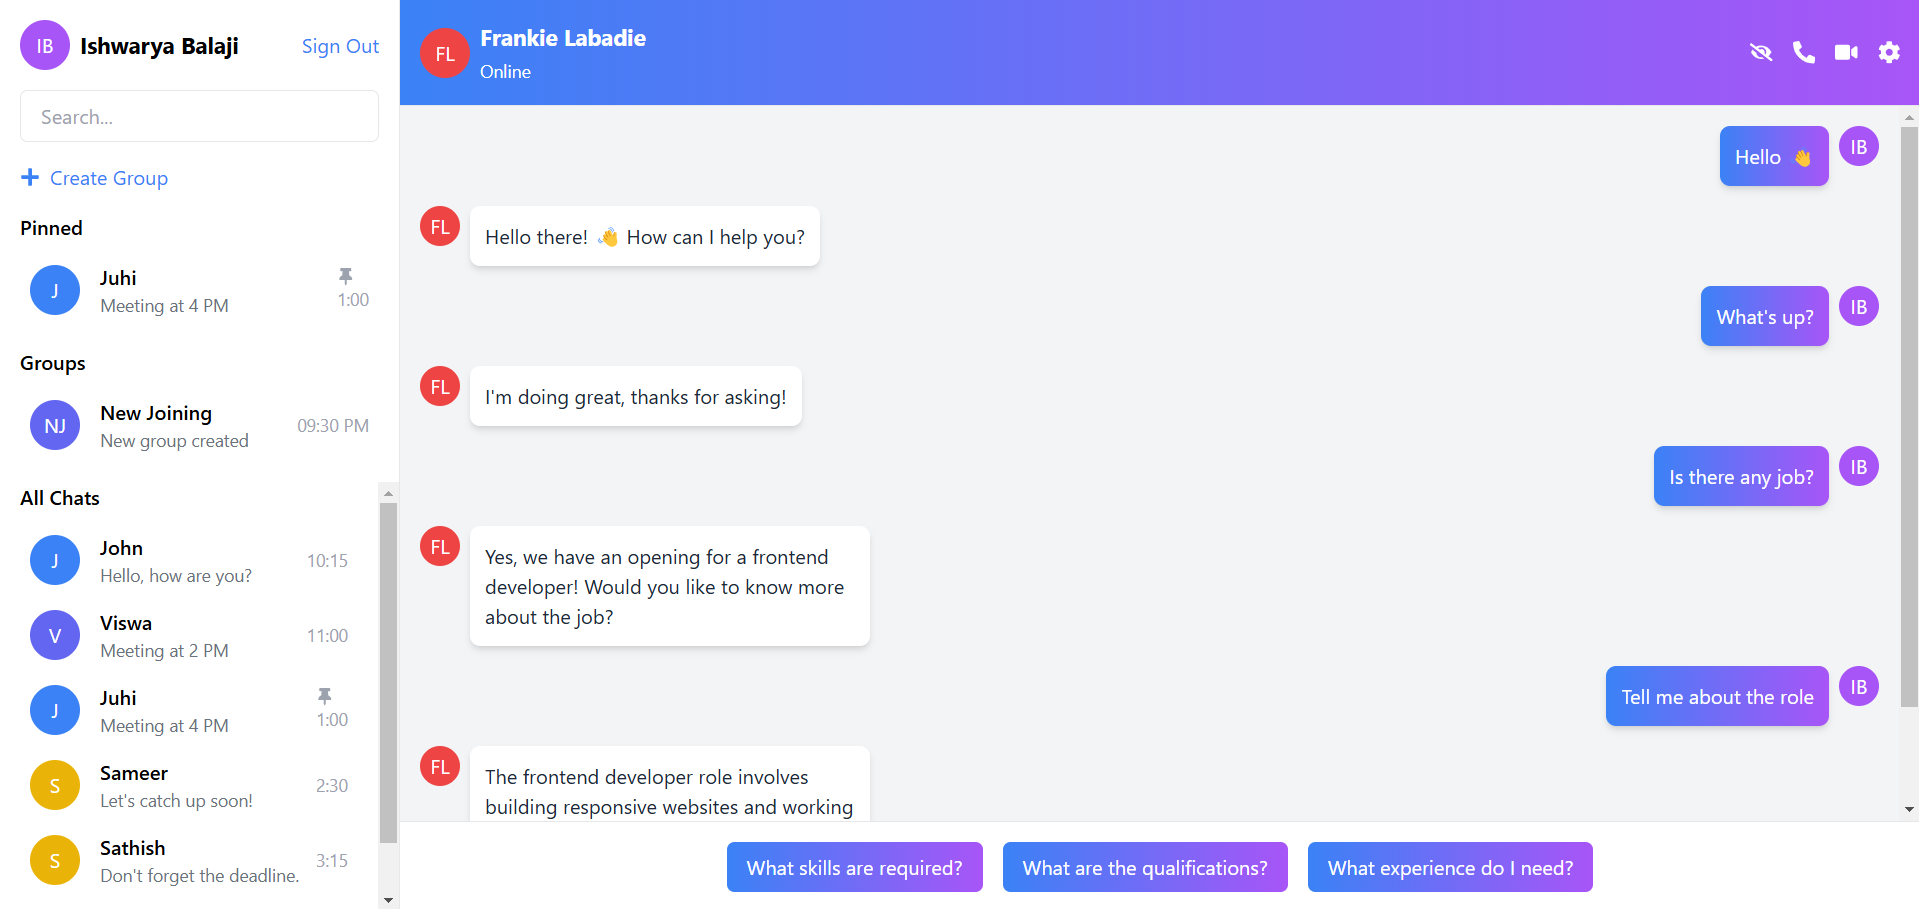 IB
Ishwarya Balaji
Sign Out
Search...
Create Group
Pinned
J
Juhi
Meeting at 4 PM
1:00
Groups
NJ
New Joining
New group created
09:30 PM
All Chats
J
John
Hello, how are you?
10:15
V
Viswa
Meeting at 2 PM
11:00
J
Juhi
Meeting at 4 PM
1:00
S
Sameer
Let's catch up soon!
2:30
S
Sathish
Don't forget the deadline.
3:15
FL
Frankie Labadie
Online
Hello 👋
IB
FL
Hello there! 👋 How can I help you?
What's up?
IB
FL
I'm doing great, thanks for asking!
Is there any job?
IB
FL
Yes, we have an opening for a frontend
developer! Would you like to know more
about the job?
Tell me about the role
IB
FL
The frontend developer role involves
building responsive websites and working
What skills are required?
What are the qualifications?
What experience do I need?